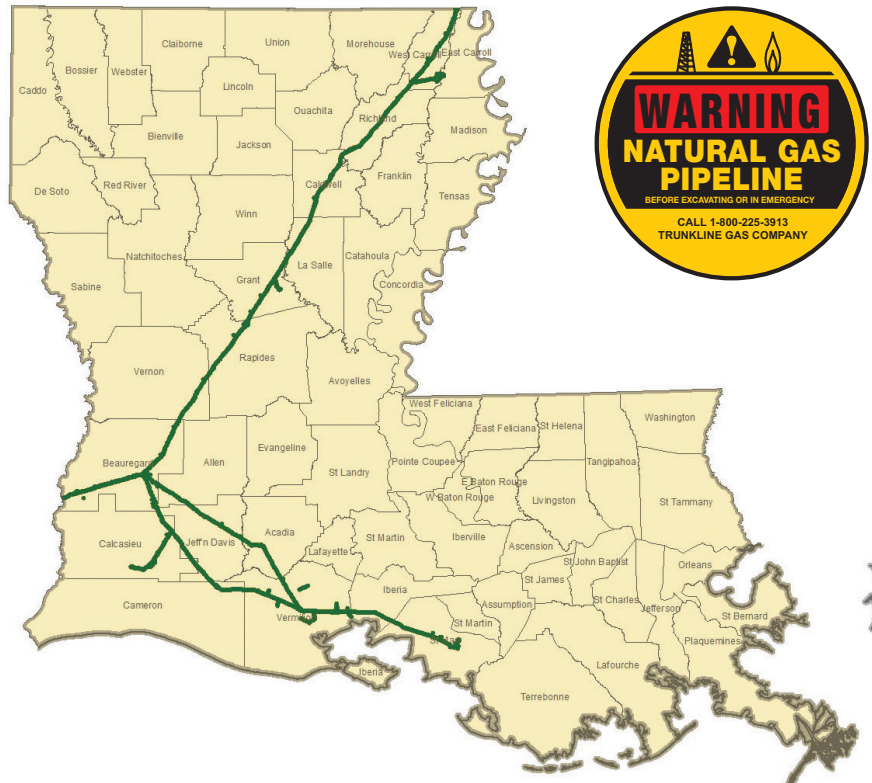 Claiborne
Union
Morehouse
West Carroll
East Carroll
Caddo
Bossier
Webster
Lincoln
Ouachita
Richland
Madison
Bienville
Jackson
De Soto
Red River
Caldwell
Franklin
Tensas
Winn
Natchitoches
Sabine
Grant
La Salle
Catahoula
Concordia
Vernon
Rapides
Avoyelles
West Feliciana
East Feliciana
St Helena
Washington
Beauregard
Allen
Evangeline
St Landry
Pointe Coupee
E Baton Rouge
W Baton Rouge
Tangipahoa
Livingston
St Tammany
Calcasieu
Jeff'n Davis
Acadia
Lafayette
St Martin
Iberville
Ascension
St John Baptist
Orleans
Cameron
Vermilion
Iberia
St Martin
Assumption
St James
St Charles
Jefferson
St Bernard
Plaquemines
Iberia
Lafourche
Terrebonne
WARNING
NATURAL GAS
PIPELINE
BEFORE EXCAVATING OR IN EMERGENCY
CALL 1-800-225-3913
TRUNKLINE GAS COMPANY